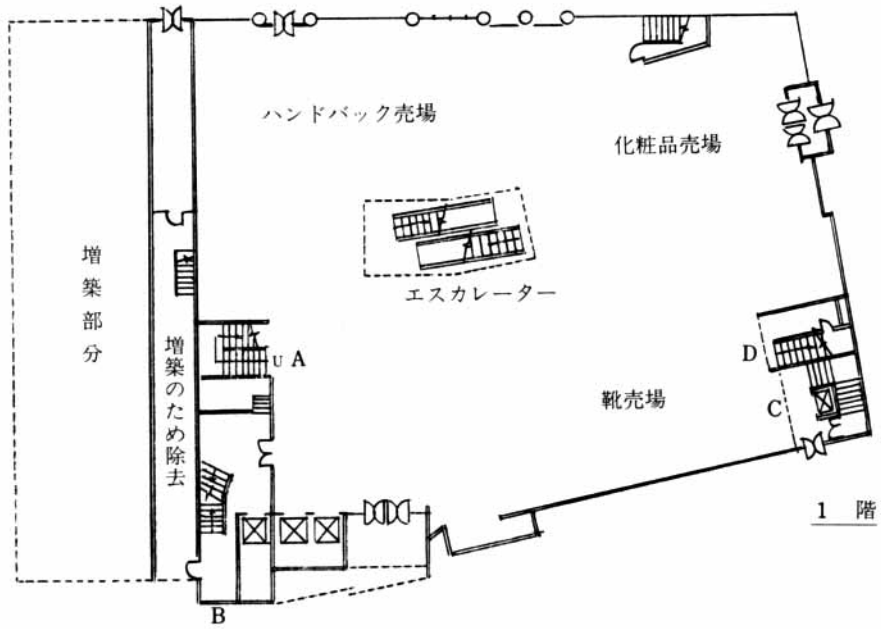 ハンドバック売場
化粧品売場
エスカレーター
増築部分
増築のため除去
U A
D
C
靴売場
1 階
B